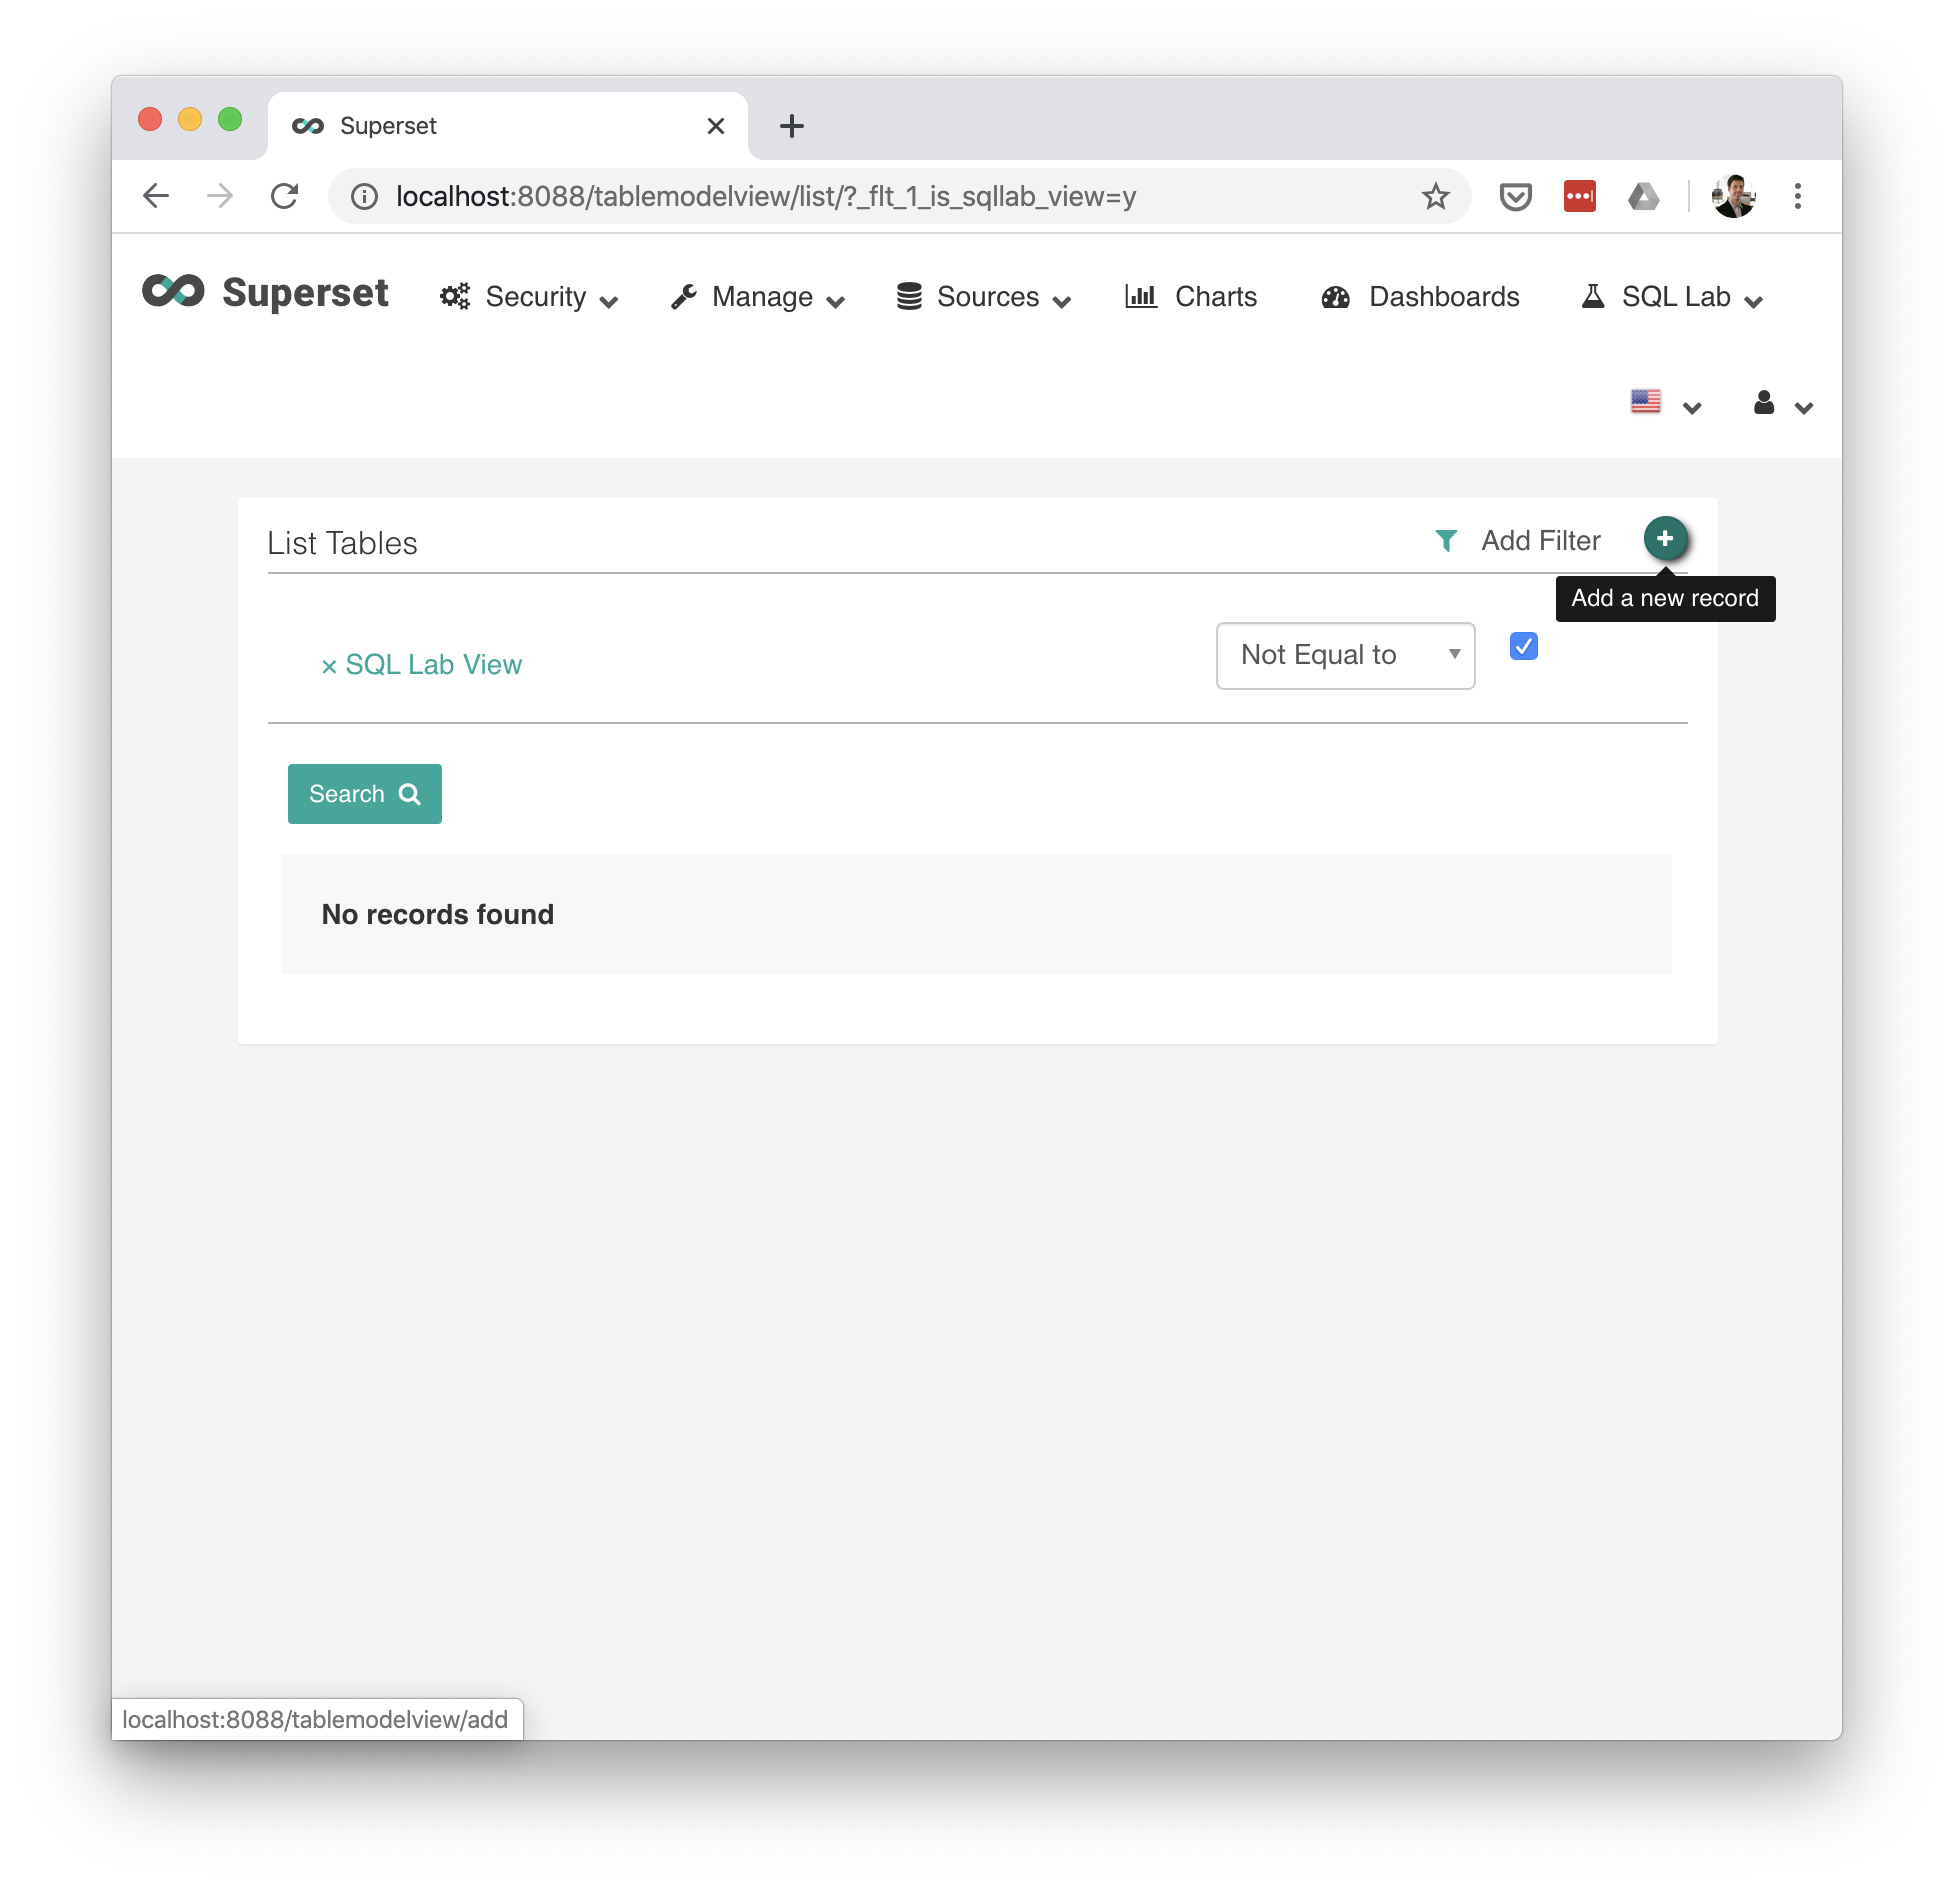 Superset
localhost:8088/tablemodelview/list/?_flt_1_is_sqllab_view=y
Superset Security Manage Sources Charts Dashboards SQL Lab
List Tables
Add Filter
Add a new record
× SQL Lab View
Not Equal to
Search
No records found
localhost:8088/tablemodelview/add